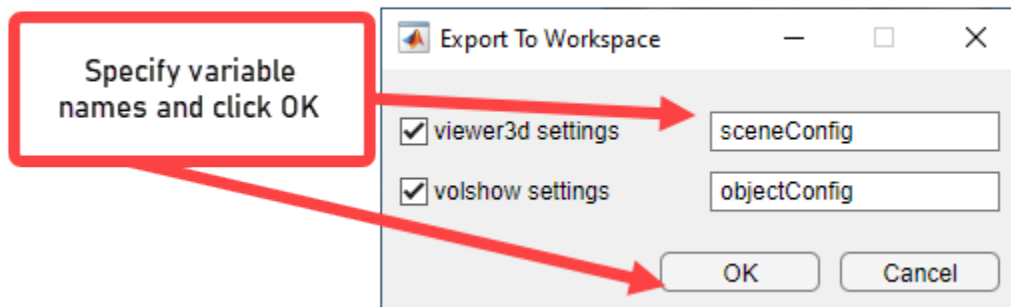 Specify variable
names and click OK
Export To Workspace
viewer3d settings
sceneConfig
volshow settings
objectConfig
OK
Cancel